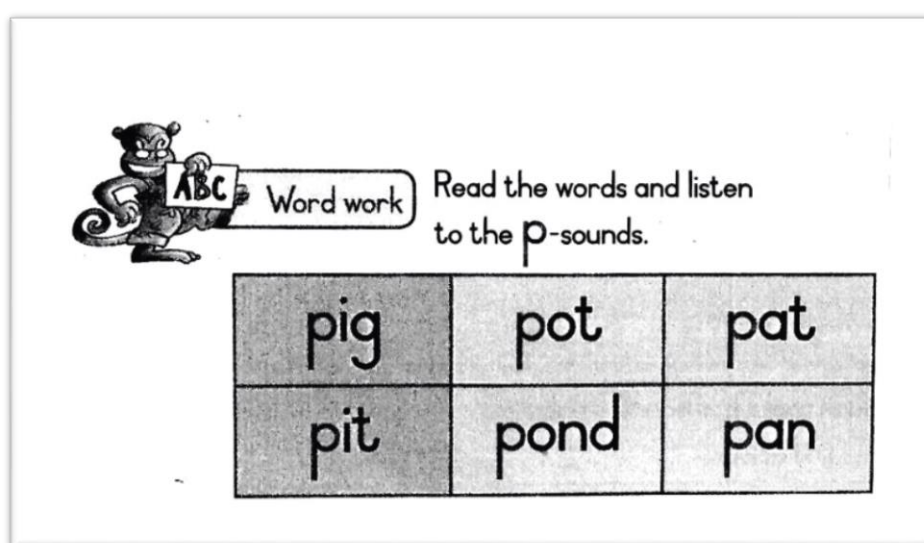 ABC
Word work
Read the words and listen
to the p-sounds.
pig pot pat
pit pond pan